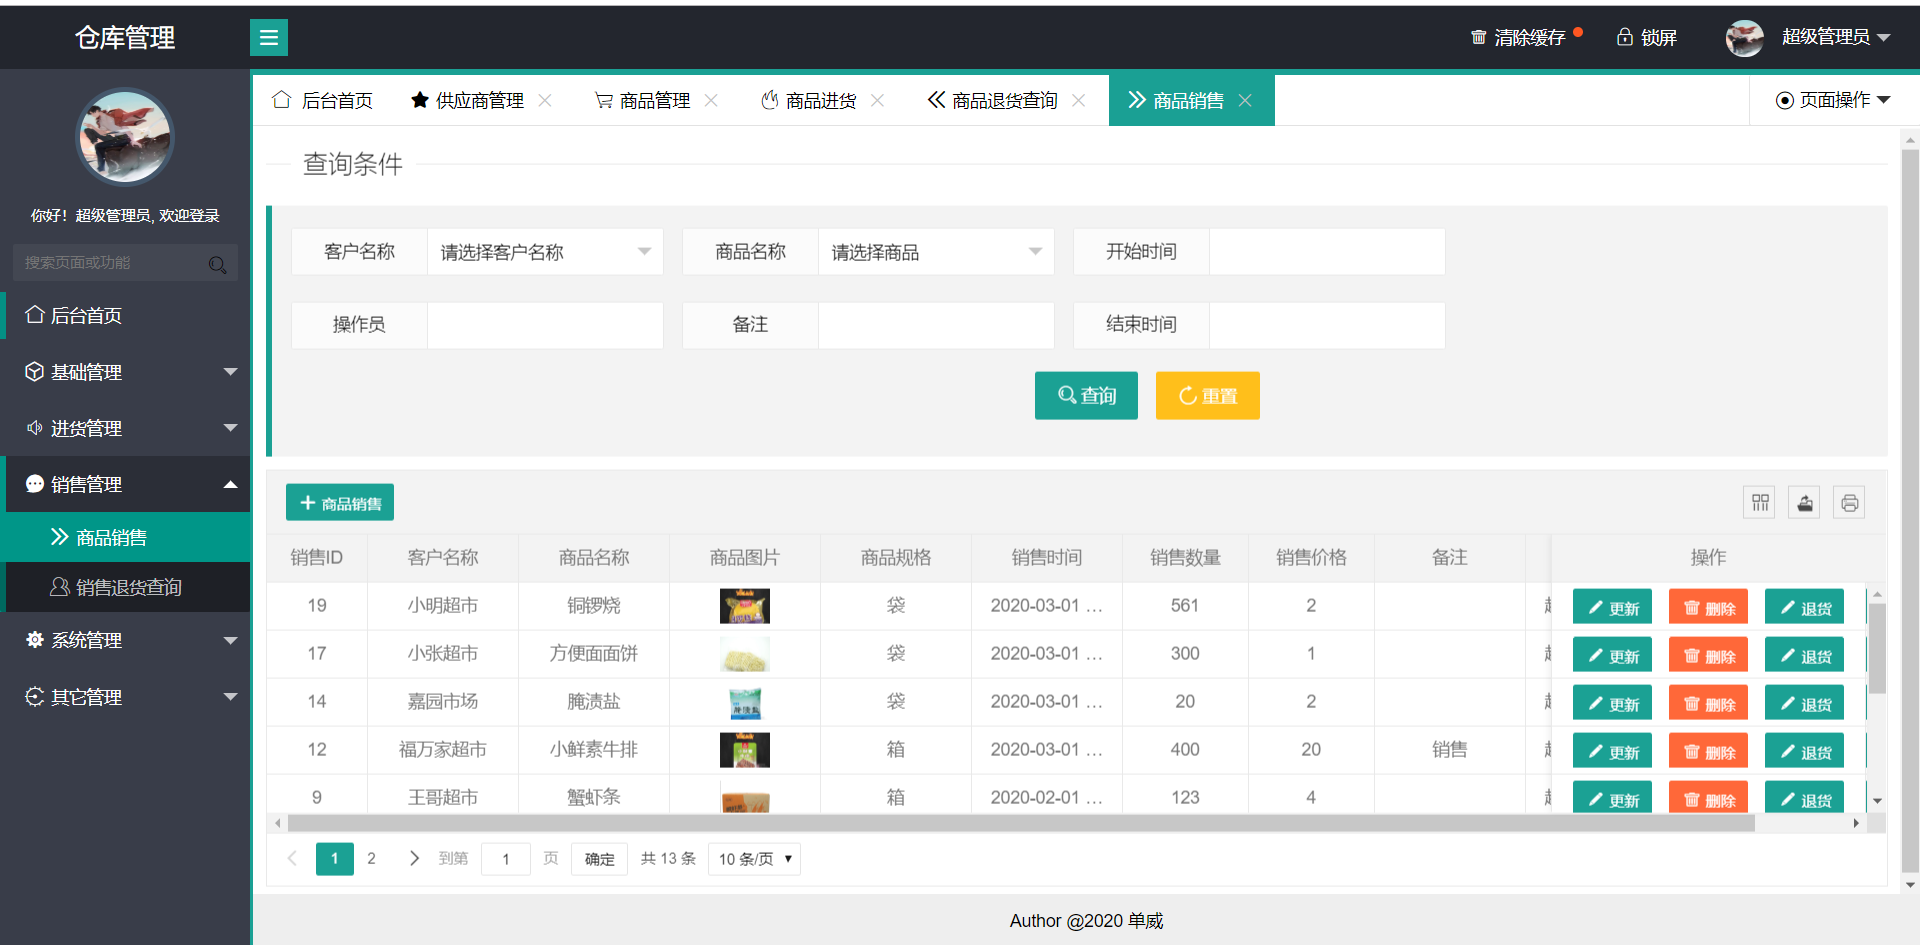 仓库管理
清除缓存 锁屏 超级管理员
你好！超级管理员, 欢迎登录
搜索页面或功能
后台首页
基础管理
进货管理
销售管理
商品销售
销售退货查询
系统管理
其它管理
后台首页 供应商管理 商品管理 商品进货 商品退货查询 商品销售 页面操作
查询条件
客户名称 请选择客户名称 商品名称 请选择商品 开始时间
操作员 备注 结束时间
查询 重置
商品销售
销售ID 客户名称 商品名称 商品图片 商品规格 销售时间 销售数量 销售价格 备注 操作
19 小明超市 铜锣烧 袋 2020-03-01 … 561 2 更新 删除 退货
17 小张超市 方便面面饼 袋 2020-03-01 … 300 1 更新 删除 退货
14 嘉园市场 腌渍盐 袋 2020-03-01 … 20 2 更新 删除 退货
12 福万家超市 小鲜素牛排 箱 2020-03-01 … 400 20 销售 更新 删除 退货
9 王哥超市 蟹虾条 箱 2020-02-01 … 123 4 更新 删除 退货
1 2 到第 1 页 确定 共 13 条 10 条/页
Author @2020 单威